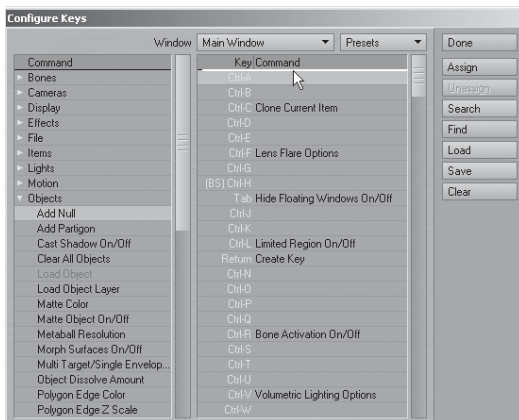 Configure Keys
Window Main Window Presets Done
Command
Bones
Cameras
Display
Effects
File
Items
Lights
Motion
Objects
Add Null
Add Partigon
Cast Shadow On/Off
Clear All Objects
Load Object
Load Object Layer
Matte Color
Matte Object On/Off
Metaball Resolution
Morph Surfaces On/Off
Multi Target/Single Envelop...
Object Dissolve Amount
Polygon Edge Color
Polygon Edge Z Scale
Key Command
Ctrl-A
Ctrl-B
Ctrl-C Clone Current Item
Ctrl-D
Ctrl-E
Ctrl-F Lens Flare Options
Ctrl-G
(BS) Ctrl-H
Tab Hide Floating Windows On/Off
Ctrl-J
Ctrl-K
Ctrl-L Limited Region On/Off
Return Create Key
Ctrl-N
Ctrl-O
Ctrl-P
Ctrl-Q
Ctrl-R Bone Activation On/Off
Ctrl-S
Ctrl-T
Ctrl-U
Ctrl-V Volumetric Lighting Options
Ctrl-W
Assign
Unassign
Search
Find
Load
Save
Clear